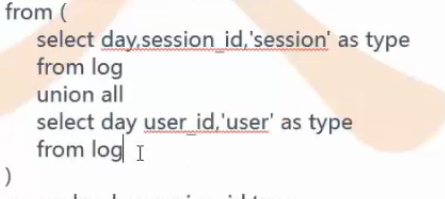 from (
select day,session_id,'session' as type
from log
union all
select day user_id,'user' as type
from log
)